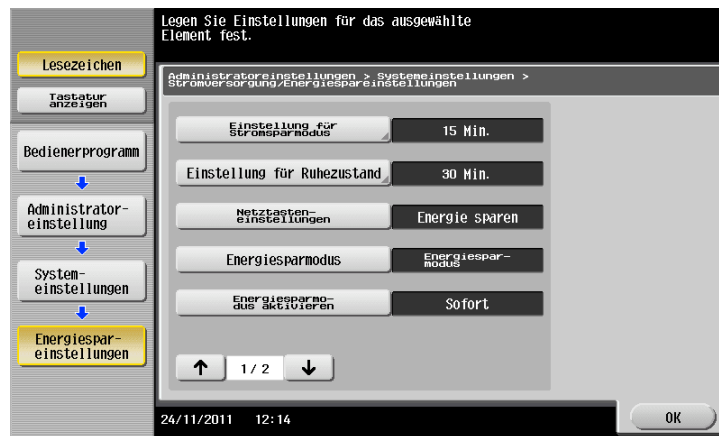 Legen Sie Einstellungen für das ausgewählte
Element fest.
Lesezeichen
Tastatur
anzeigen
Bedienerprogramm
Administrator-
einstellung
System-
einstellungen
Energiespar-
einstellungen
Administratoreinstellungen > Systemeinstellungen >
Stromversorgung/Energiespareinstellungen
Einstellung für
Stromsparmodus
15 Min.
Einstellung für Ruhezustand
30 Min.
Netztasten-
einstellungen
Energie sparen
Energiesparmodus
Energiespar-
modus
Energiesparmo-
dus aktivieren
Sofort
1/ 2
24/11/2011 12:14
OK